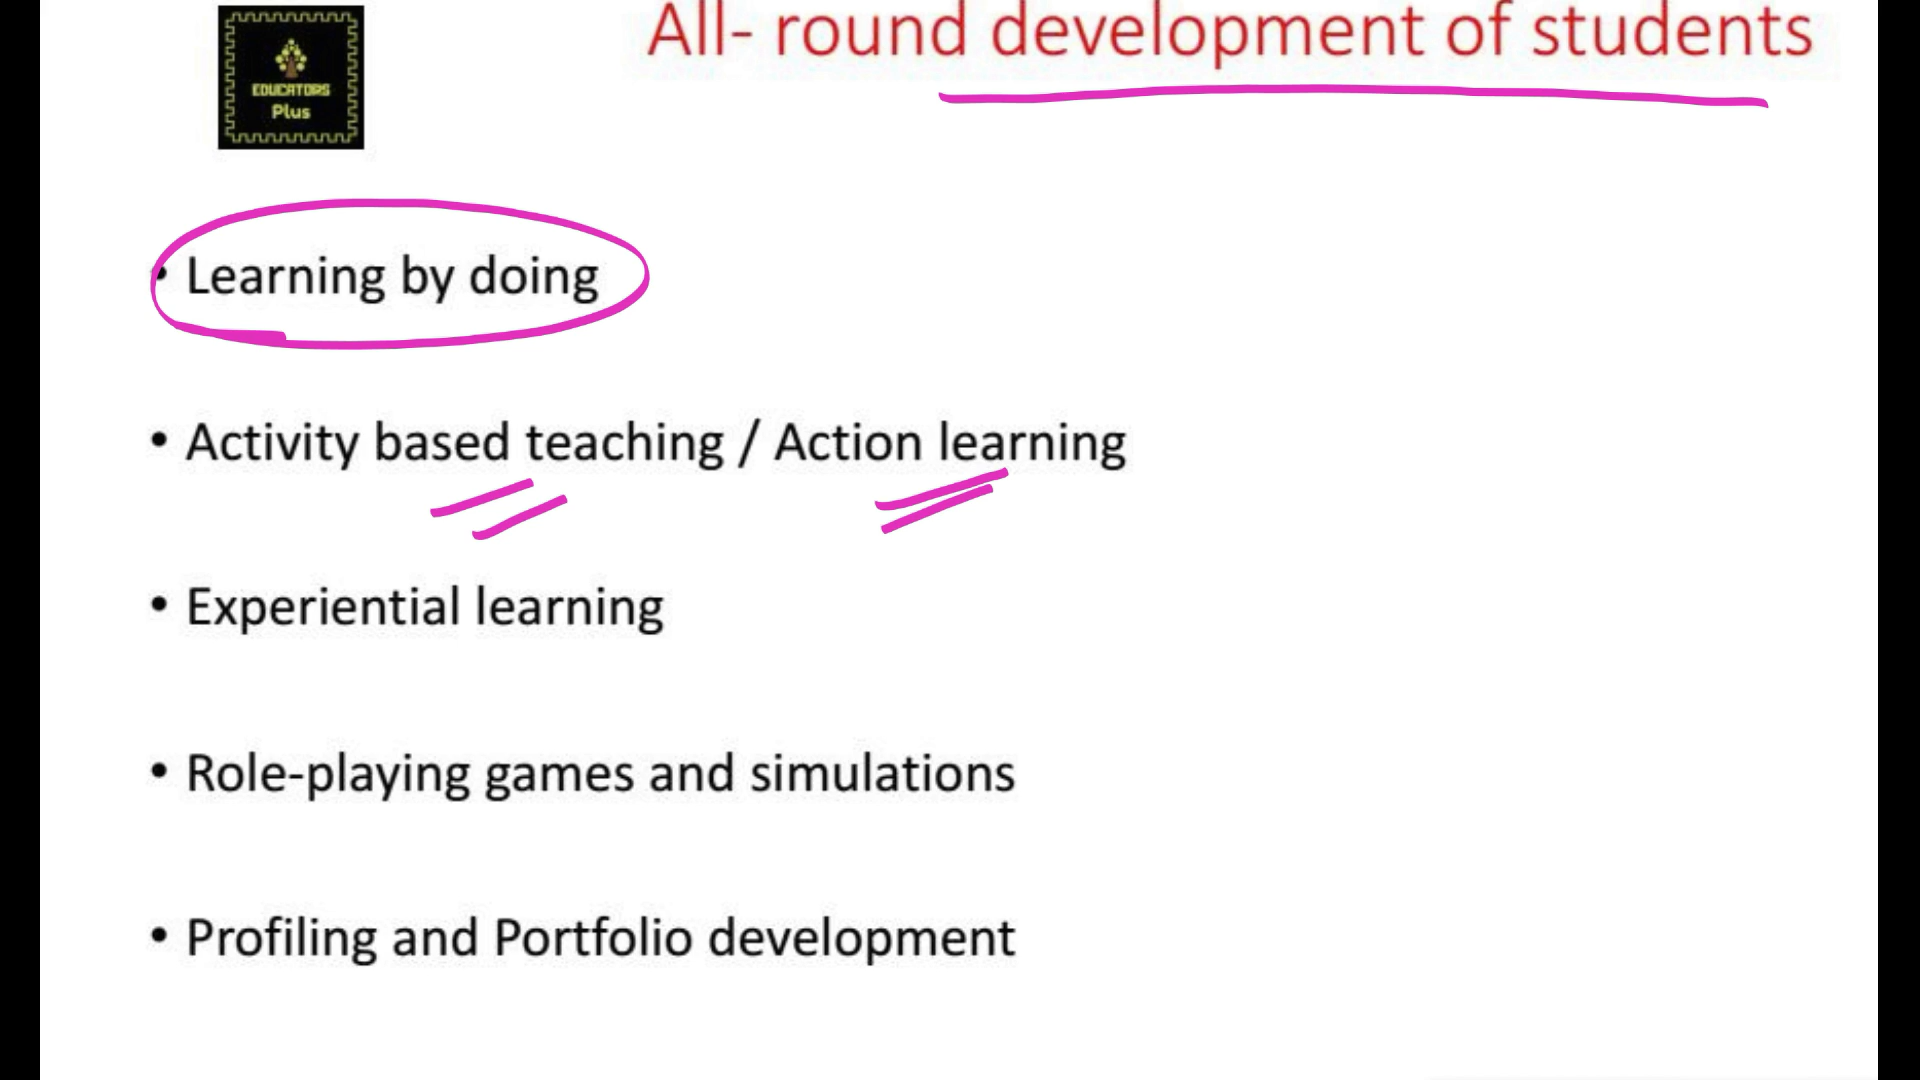 All- round development of students
EDUCATORS
Plus
• Learning by doing
• Activity based teaching / Action learning
• Experiential learning
• Role-playing games and simulations
• Profiling and Portfolio development